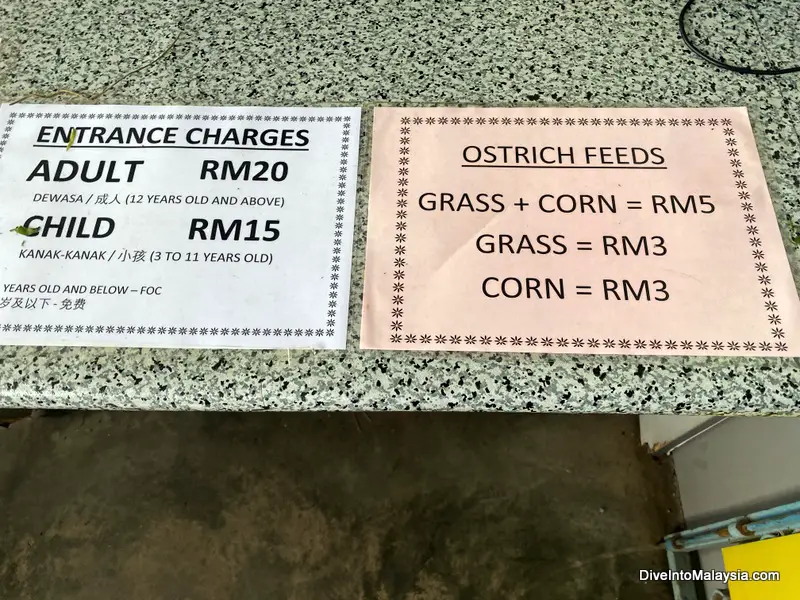 ENTRANCE CHARGES
ADULT RM20
DEWASA / 成人 (12 YEARS OLD AND ABOVE)
CHILD RM15
KANAK-KANAK / 小孩 (3 TO 11 YEARS OLD)
YEARS OLD AND BELOW – FOC
岁及以下 - 免费
OSTRICH FEEDS
GRASS + CORN = RM5
GRASS = RM3
CORN = RM3
DiveIntoMalaysia.com